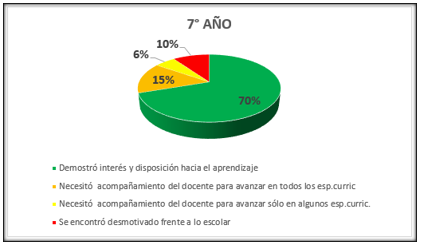 7° AÑO
10%
6%
15%
70%
Demostró interés y disposición hacia el aprendizaje
Necesitó acompañamiento del docente para avanzar en todos los esp.curric
Necesitó acompañamiento del docente para avanzar sólo en algunos esp.curric.
Se encontró desmotivado frente a lo escolar